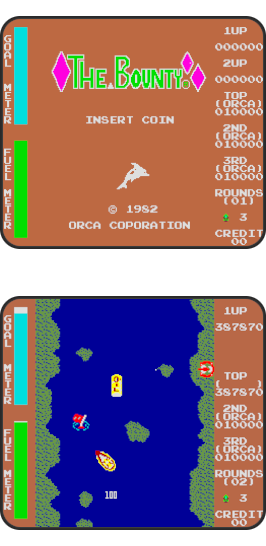 GOAL METER
FUEL METER
THE BOUNTY
INSERT COIN
© 1982
ORCA COPORATION
1UP
000000
2UP
000000
TOP
(ORCA)
010000
2ND
(ORCA)
010000
3RD
(ORCA)
010000
ROUNDS
(01)
3
CREDIT
00
GOAL METER
FUEL METER
OIL
100
1UP
387870
TOP
( )
387870
2ND
(ORCA)
010000
3RD
(ORCA)
010000
ROUNDS
(02)
3
CREDIT
00